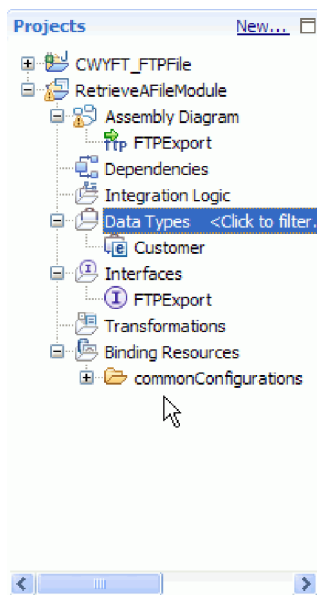 Projects New...
CWYFT_FTPFile
RetrieveAFileModule
Assembly Diagram
FTP FTPExport
Dependencies
Integration Logic
Data Types <Click to filter.
e Customer
Interfaces
I FTPExport
Transformations
Binding Resources
commonConfigurations